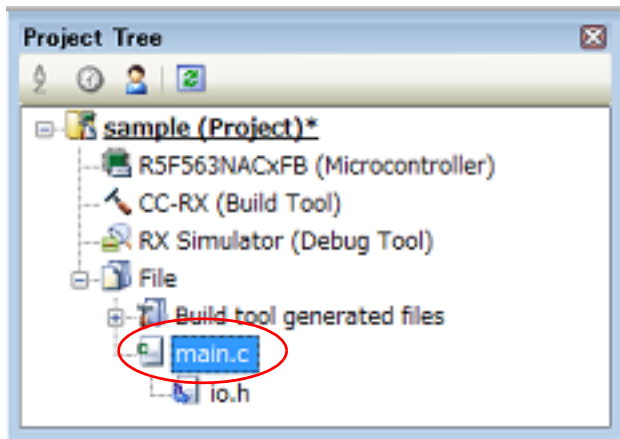 Project Tree
sample (Project)*
R5F563NACxFB (Microcontroller)
CC-RX (Build Tool)
RX Simulator (Debug Tool)
File
Build tool generated files
main.c
io.h